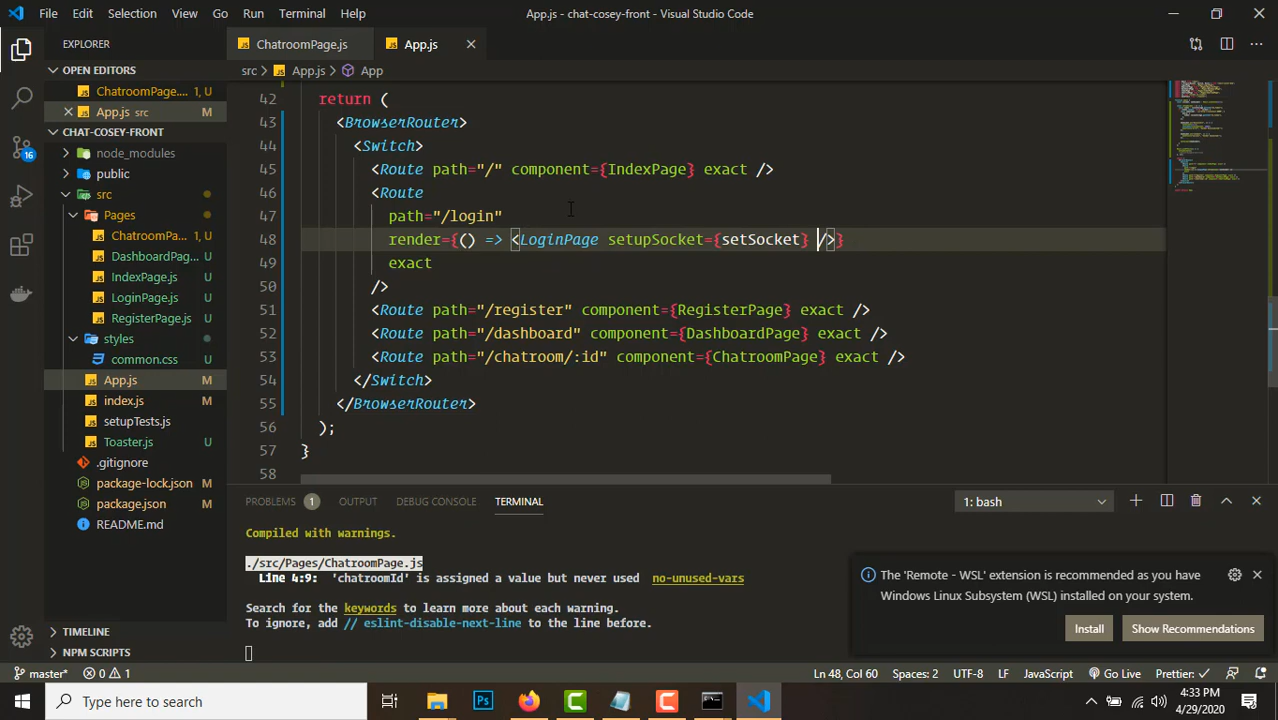 File Edit Selection View Go Run Terminal Help
App.js - chat-cosey-front - Visual Studio Code
EXPLORER
OPEN EDITORS
ChatroomPage.... 1, U
App.js src M
CHAT-COSEY-FRONT
node_modules
public
src
Pages
ChatroomPa... 1, U
DashboardPage... U
IndexPage.js U
LoginPage.js U
RegisterPage.js U
styles
common.css U
App.js M
index.js M
setupTests.js
Toaster.js U
.gitignore
package-lock.json M
package.json M
README.md
TIMELINE
NPM SCRIPTS
16
ChatroomPage.js
App.js
src > App.js > App
42 return (
43 <BrowserRouter>
44 <Switch>
45 <Route path="/" component={IndexPage} exact />
46 <Route
47 path="/login"
48 render={() => <LoginPage setupSocket={setSocket} />}
49 exact
50 />
51 <Route path="/register" component={RegisterPage} exact />
52 <Route path="/dashboard" component={DashboardPage} exact />
53 <Route path="/chatroom/:id" component={ChatroomPage} exact />
54 </Switch>
55 </BrowserRouter>
56 );
57 }
58
PROBLEMS 1 OUTPUT DEBUG CONSOLE TERMINAL
1: bash
Compiled with warnings.
./src/Pages/ChatroomPage.js
Line 4:9: 'chatroomId' is assigned a value but never used no-unused-vars
Search for the keywords to learn more about each warning.
To ignore, add // eslint-disable-next-line to the line before.
The 'Remote - WSL' extension is recommended as you have
Windows Linux Subsystem (WSL) installed on your system.
Install
Show Recommendations
master* 0 1
Ln 48, Col 60 Spaces: 2 UTF-8 LF JavaScript Go Live Prettier: ✓
Type here to search
Ps
4:33 PM
4/29/2020